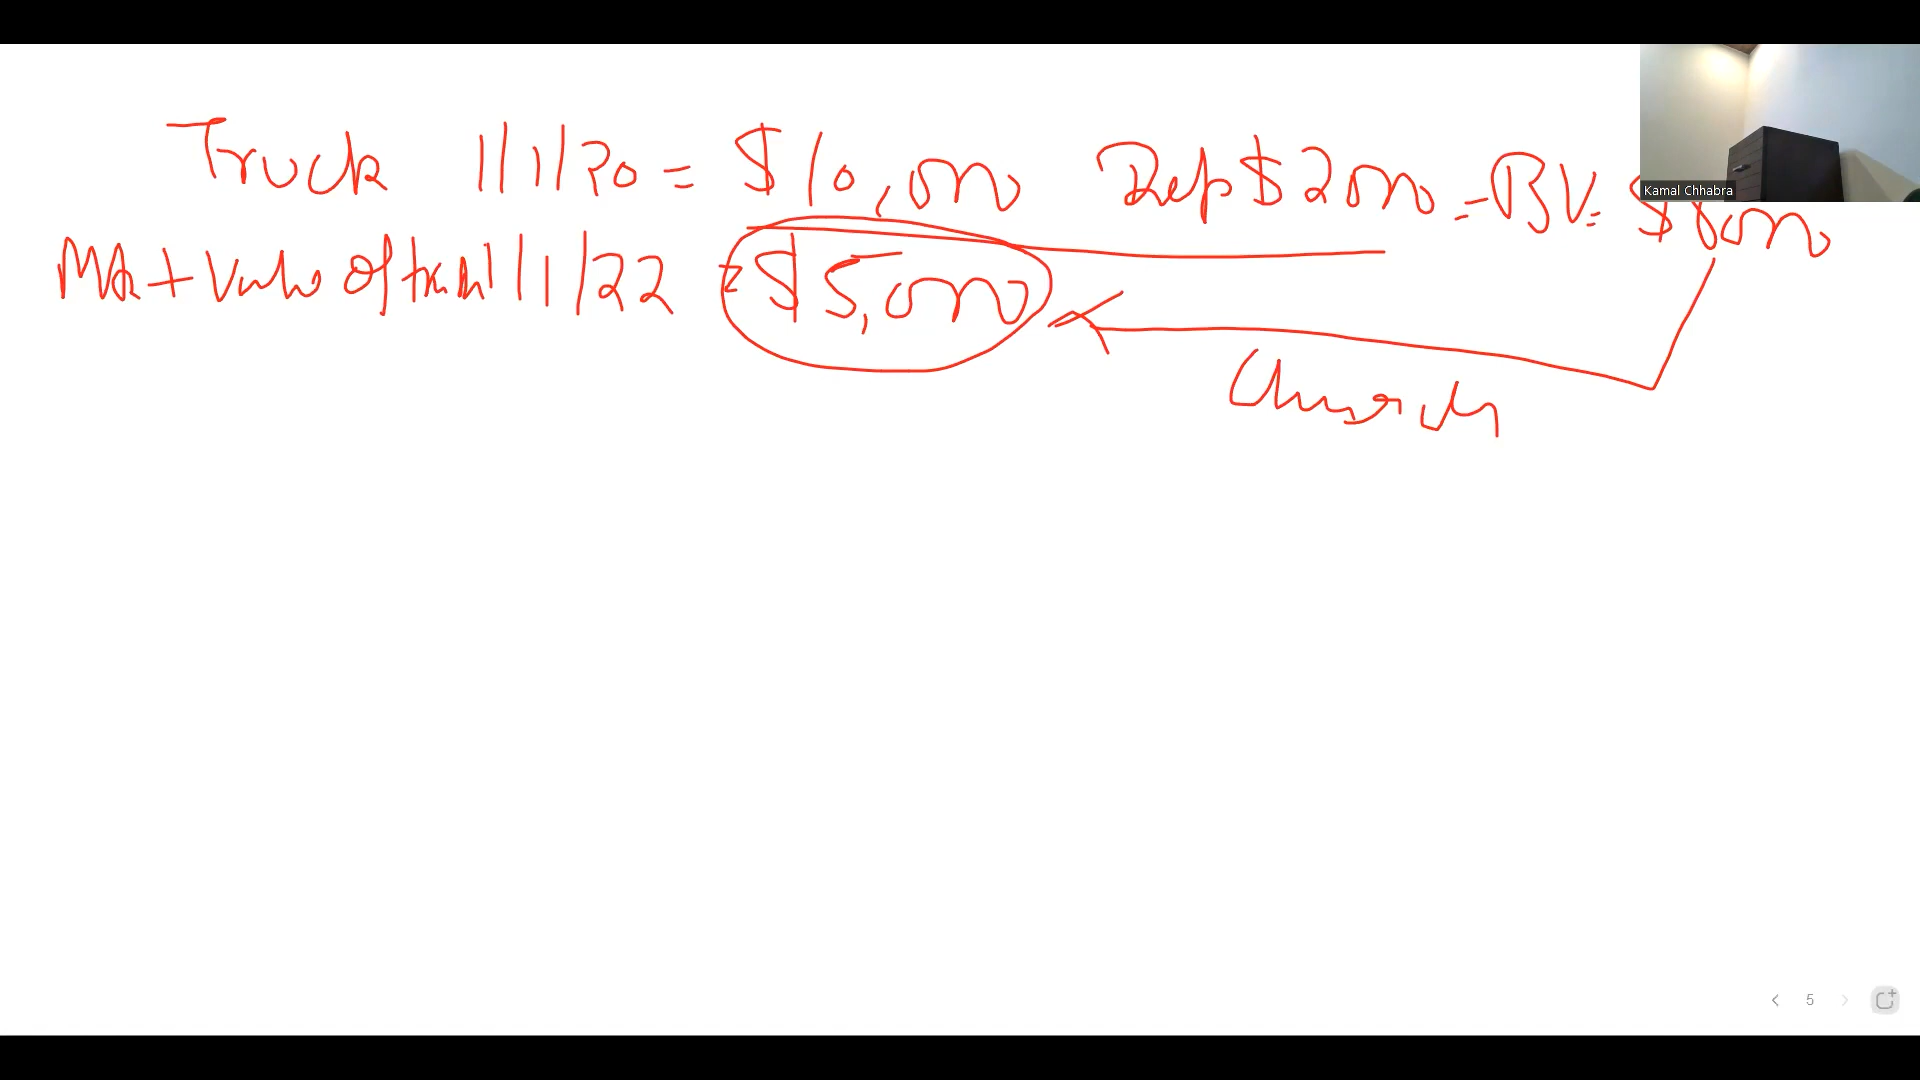 Truck 1/1/20 = $10,000 Dep $2000 = BV = $8000
Mkt Value of truck 1/1/22 = $5,000
Church
Kamal Chhabra
5